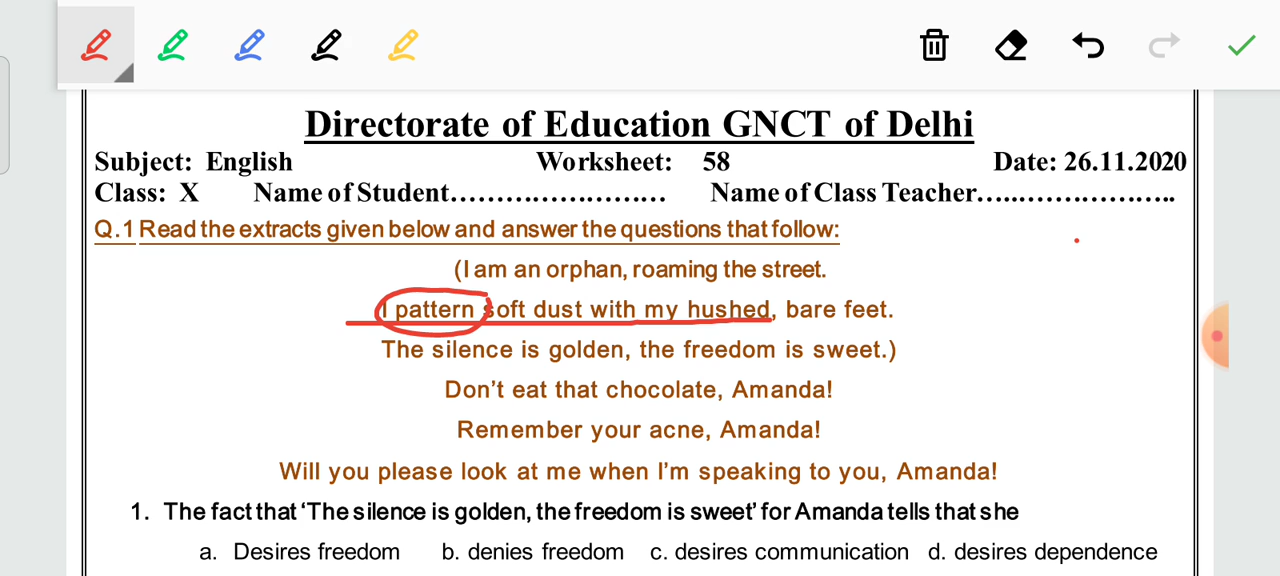 Directorate of Education GNCT of Delhi
Subject: English Worksheet: 58 Date: 26.11.2020
Class: X Name of Student........................ Name of Class Teacher........................
Q.1 Read the extracts given below and answer the questions that follow:
(I am an orphan, roaming the street.
I pattern soft dust with my hushed, bare feet.
The silence is golden, the freedom is sweet.)
Don't eat that chocolate, Amanda!
Remember your acne, Amanda!
Will you please look at me when I'm speaking to you, Amanda!
1. The fact that 'The silence is golden, the freedom is sweet' for Amanda tells that she
a. Desires freedom b. denies freedom c. desires communication d. desires dependence